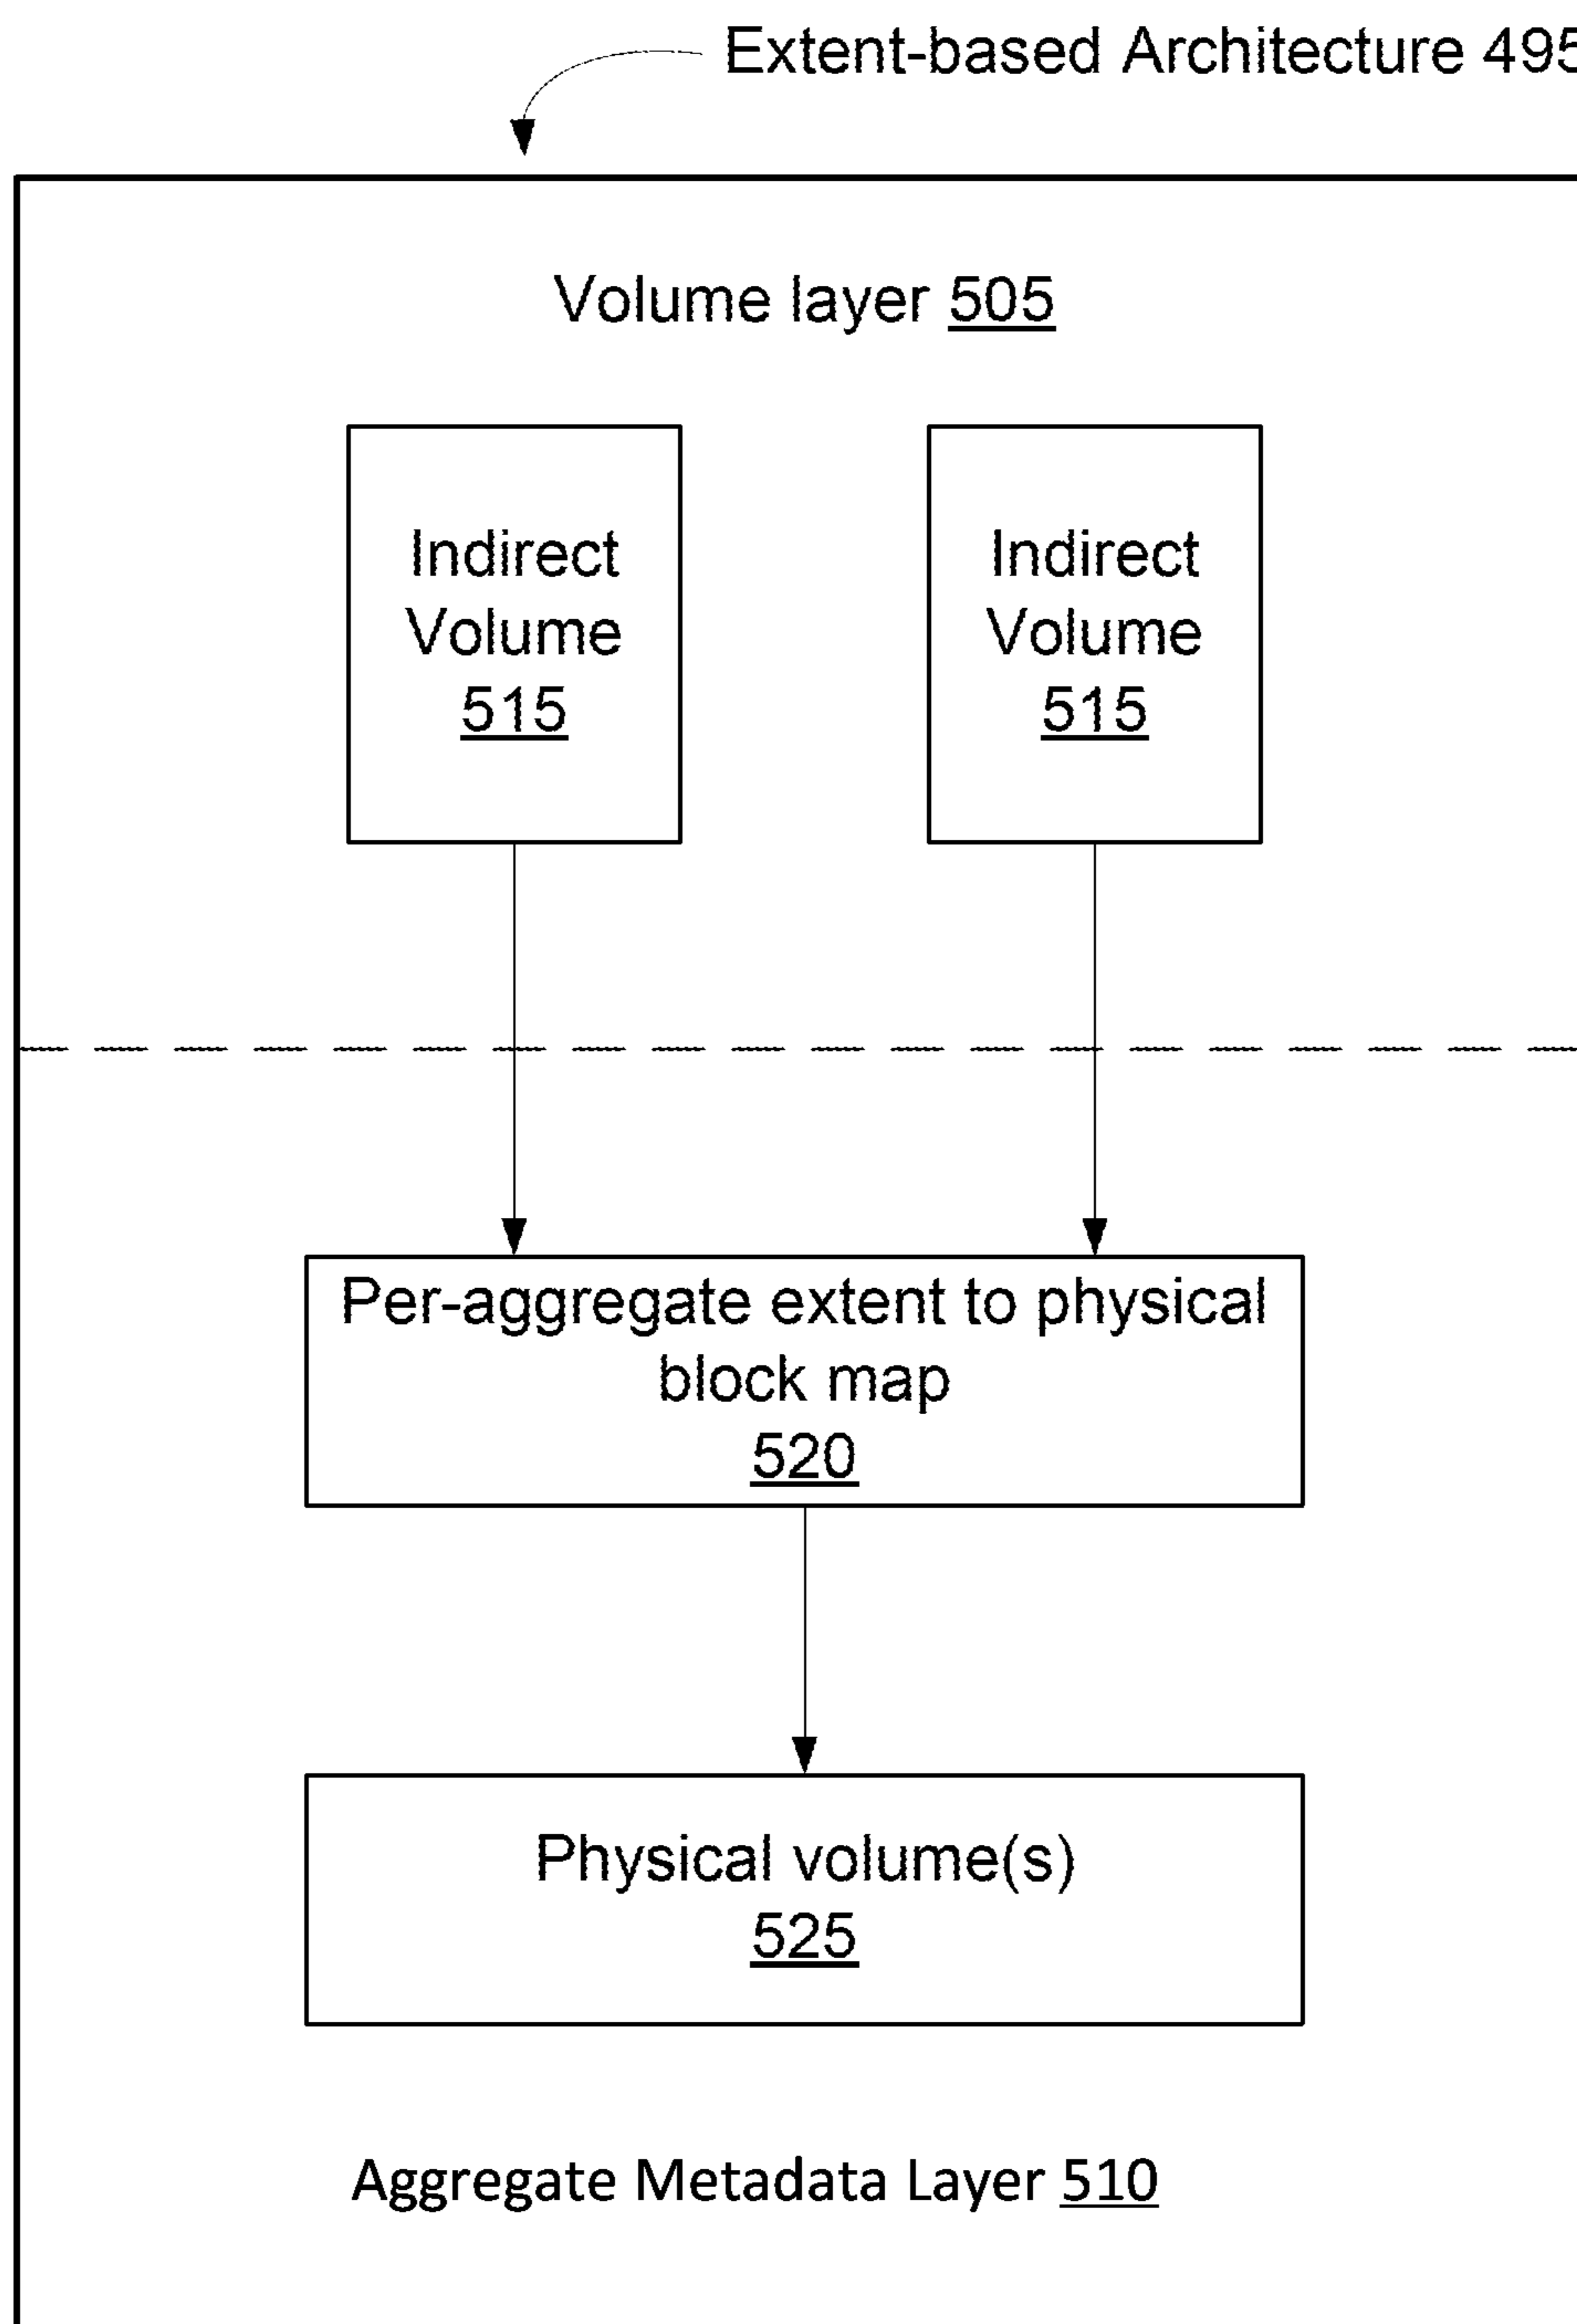 Extent-based Architecture 495
Volume layer 505
Indirect
Volume
515
Indirect
Volume
515
Per-aggregate extent to physical
block map
520
Physical volume(s)
525
Aggregate Metadata Layer 510